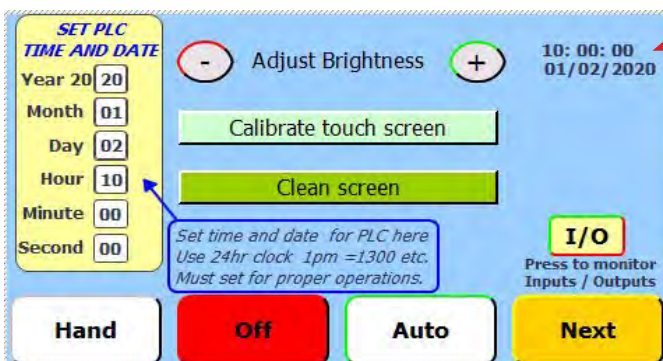 SET PLC
TIME AND DATE
Year 20 20
Month 01
Day 02
Hour 10
Minute 00
Second 00
- Adjust Brightness +
10: 00: 00
01/02/2020
Calibrate touch screen
Clean screen
Set time and date for PLC here
Use 24hr clock 1pm =1300 etc.
Must set for proper operations.
I/O
Press to monitor
Inputs / Outputs
Hand
Off
Auto
Next